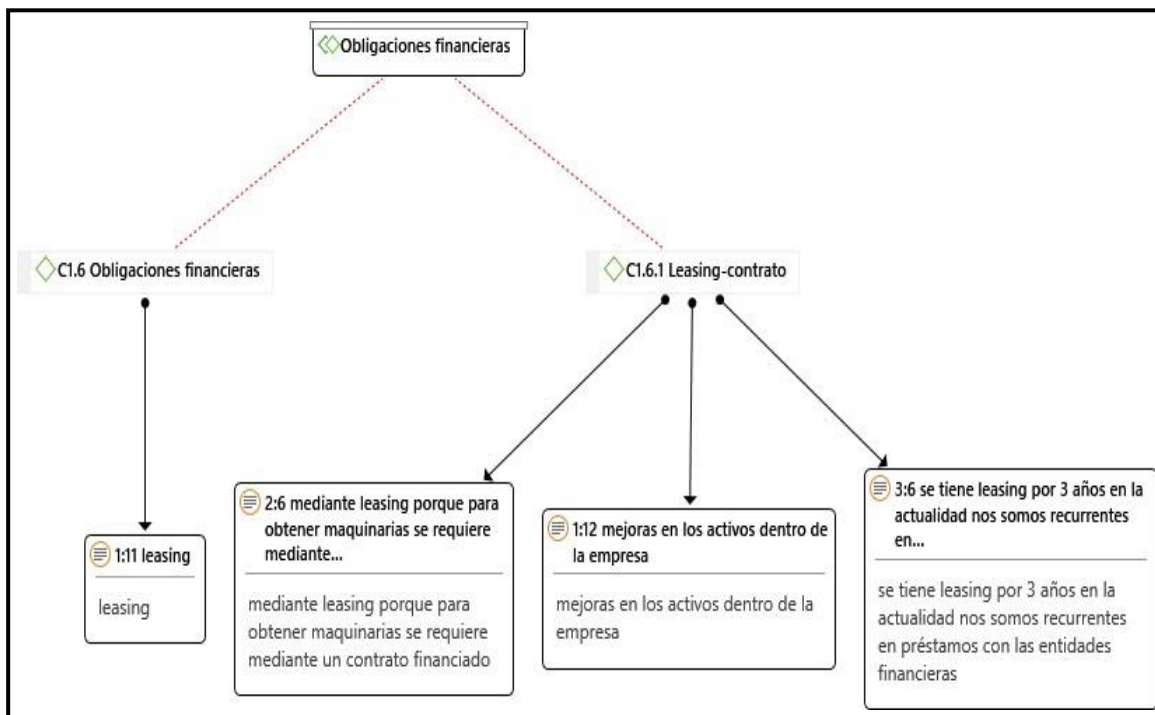 Obligaciones financieras
C1.6 Obligaciones financieras
C1.6.1 Leasing-contrato
1:11 leasing
leasing
2:6 mediante leasing porque para
obtener maquinarias se requiere
mediante...
mediante leasing porque para
obtener maquinarias se requiere
mediante un contrato financiado
1:12 mejoras en los activos dentro de
la empresa
mejoras en los activos dentro de la
empresa
3:6 se tiene leasing por 3 años en la
actualidad nos somos recurrentes
en...
se tiene leasing por 3 años en la
actualidad nos somos recurrentes
en préstamos con las entidades
financieras